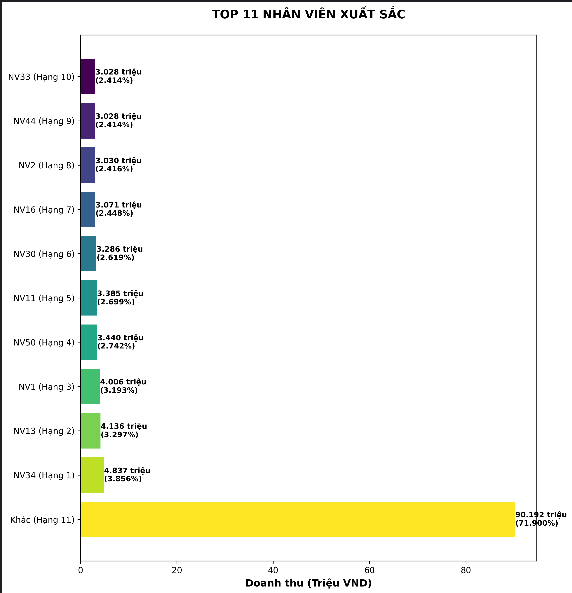 TOP 11 NHÂN VIÊN XUẤT SẮC
NV33 (Hạng 10)
3.028 triệu
(2.414%)
NV44 (Hạng 9)
3.028 triệu
(2.414%)
NV2 (Hạng 8)
3.030 triệu
(2.416%)
NV16 (Hạng 7)
3.071 triệu
(2.448%)
NV30 (Hạng 6)
3.286 triệu
(2.619%)
NV11 (Hạng 5)
3.385 triệu
(2.699%)
NV50 (Hạng 4)
3.440 triệu
(2.742%)
NV1 (Hạng 3)
4.006 triệu
(3.193%)
NV13 (Hạng 2)
4.136 triệu
(3.297%)
NV34 (Hạng 1)
4.837 triệu
(3.856%)
Khác (Hạng 11)
90.192 triệu
(71.900%)
0 20 40 60 80
Doanh thu (Triệu VND)